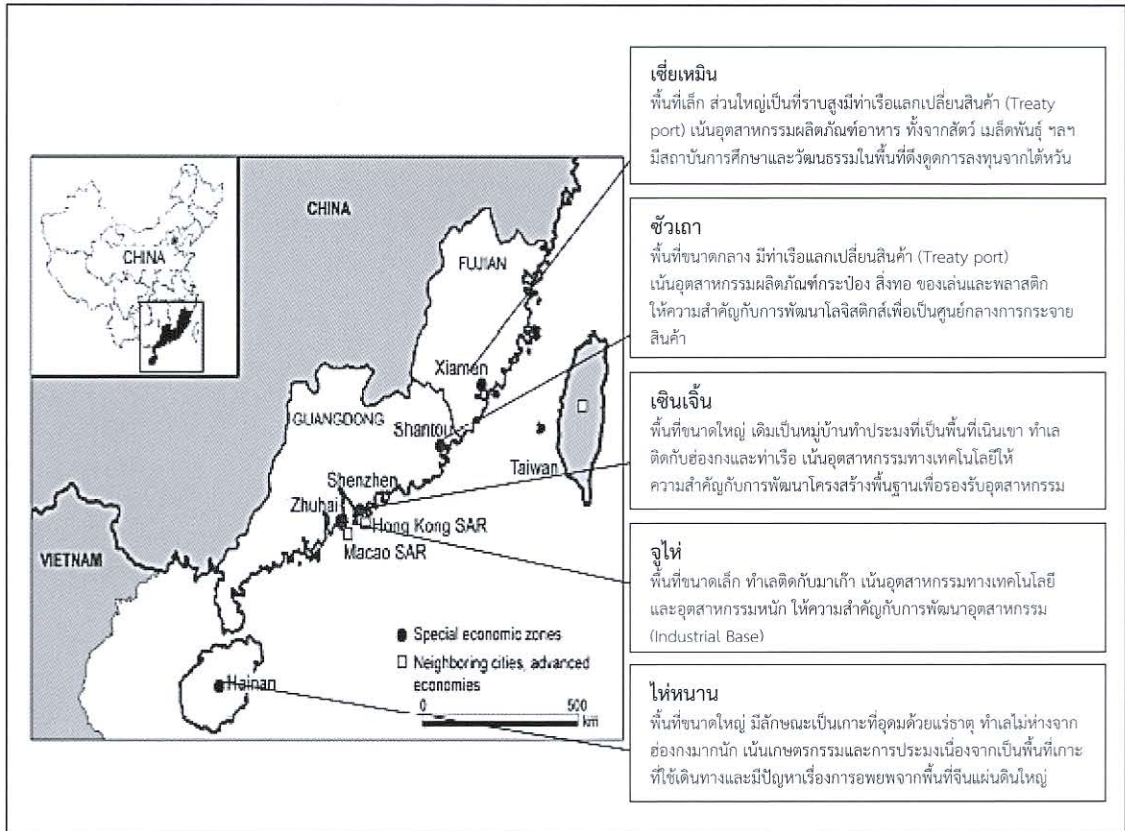 เซี่ยเหมิน
พื้นที่เล็ก ส่วนใหญ่เป็นที่ราบสูงมีท่าเรือแลกเปลี่ยนสินค้า (Treaty
port) เน้นอุตสาหกรรมผลิตภัณฑ์อาหาร ทั้งจากสัตว์ เมล็ดพันธุ์ ฯลฯ
มีสถาบันการศึกษาและวัฒนธรรมในพื้นที่ดึงดูดการลงทุนจากไต้หวัน
ซัวเถา
พื้นที่ขนาดกลาง มีท่าเรือแลกเปลี่ยนสินค้า (Treaty port)
เน้นอุตสาหกรรมผลิตภัณฑ์กระป๋อง สิ่งทอ ของเล่นและพลาสติก
ให้ความสำคัญกับการพัฒนาโลจิสติกส์เพื่อเป็นศูนย์กลางการกระจาย
สินค้า
เซินเจิ้น
พื้นที่ขนาดใหญ่ เดิมเป็นหมู่บ้านทำประมงที่เป็นพื้นที่เนินเขา ทำเล
ติดกับฮ่องกงและท่าเรือ เน้นอุตสาหกรรมทางเทคโนโลยีให้
ความสำคัญกับการพัฒนาโครงสร้างพื้นฐานเพื่อรองรับอุตสาหกรรม
จูไห่
พื้นที่ขนาดเล็ก ทำเลติดกับมาเก๊า เน้นอุตสาหกรรมทางเทคโนโลยี
และอุตสาหกรรมหนัก ให้ความสำคัญกับการพัฒนาอุตสาหกรรม
(Industrial Base)
ไห่หนาน
พื้นที่ขนาดใหญ่ มีลักษณะเป็นเกาะที่อุดมด้วยแร่ธาตุ ทำเลไม่ห่างจาก
ฮ่องกงมากนัก เน้นเกษตรกรรมและการประมงเนื่องจากเป็นพื้นที่เกาะ
ที่ใช้เดินทางและมีปัญหาเรื่องการอพยพจากพื้นที่จีนแผ่นดินใหญ่
CHINA
CHINA
FUJIAN
Xiamen
GUANGDONG
Shantou
Taiwan
Shenzhen
Zhuhai
Hong Kong SAR
Macao SAR
VIETNAM
Hainan
Special economic zones
Neighboring cities, advanced
economies
0 500
km